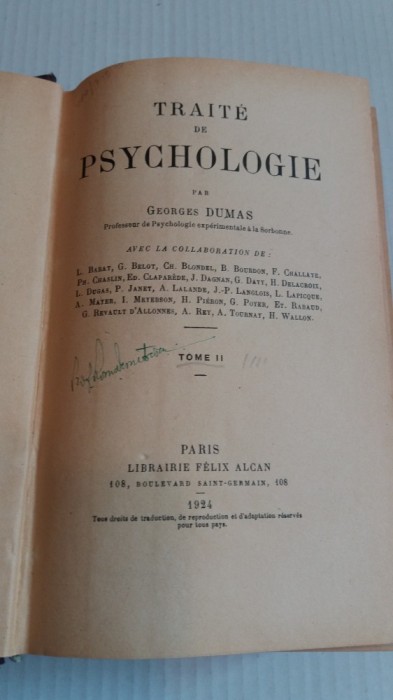 TRAITÉ
DE
PSYCHOLOGIE
PAR
GEORGES DUMAS
Professeur de Psychologie expérimentale à la Sorbonne.
AVEC LA COLLABORATION DE :
L. BARAT, G. BELOT, CH. BLONDEL, B. BOURDON, F. CHALLAYE,
PH. CHASLIN, ED. CLAPARÈDE, J. DAGNAN, G. DAVY, H. DELACROIX,
L. DUGAS, P. JANET, A. LALANDE, J.-P. LANGLOIS, L. LAPICQUE,
A. MAYER, I. MEYERSON, H. PIÉRON, G. POYER, ET. RABAUD,
G. REVAULT D'ALLONNES, A. REY, A. TOURNAY, H. WALLON.
TOME II
PARIS
LIBRAIRIE FÉLIX ALCAN
108, BOULEVARD SAINT-GERMAIN, 108
1924
Tous droits de traduction, de reproduction et d'adaptation réservés
pour tous pays.